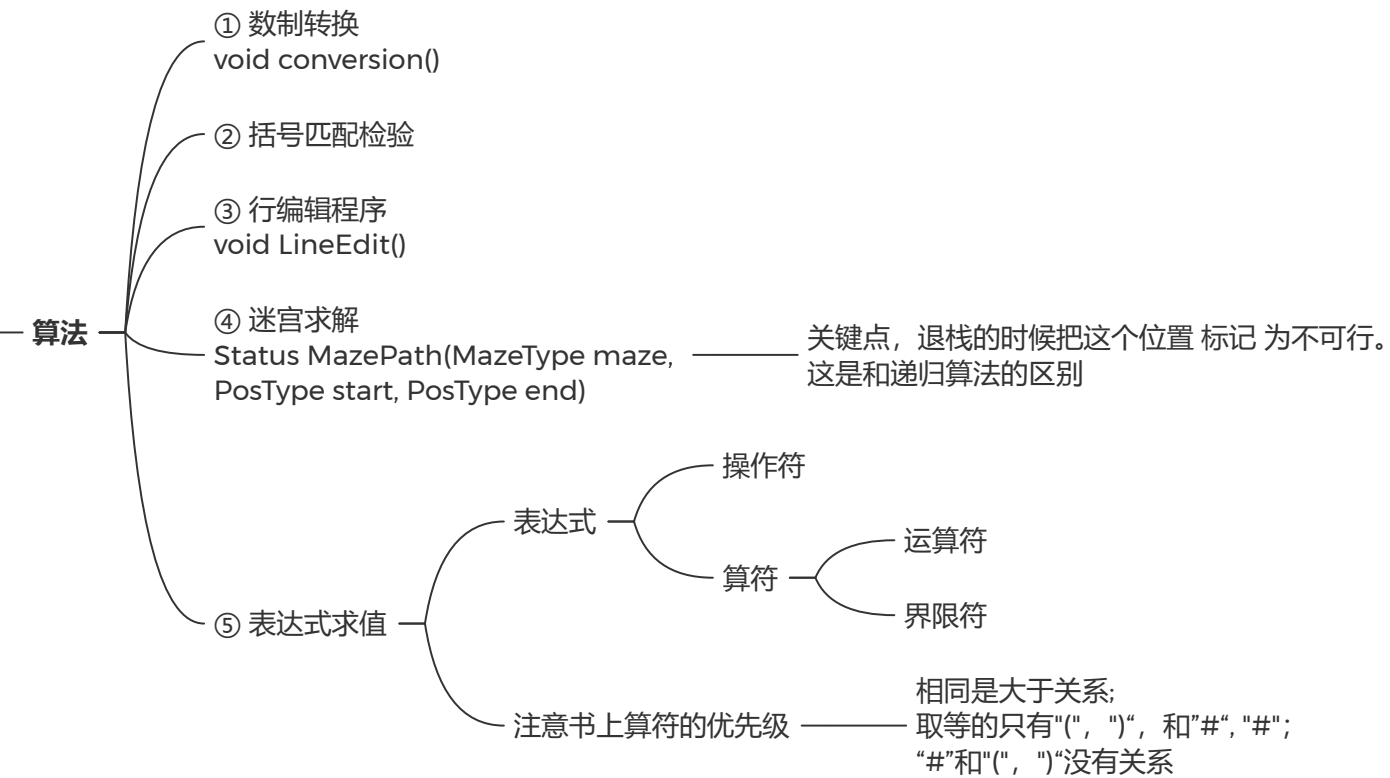 算法
① 数制转换
void conversion()
② 括号匹配检验
③ 行编辑程序
void LineEdit()
④ 迷宫求解
Status MazePath(MazeType maze,
PosType start, PosType end)
关键点，退栈的时候把这个位置 标记 为不可行。
这是和递归算法的区别
⑤ 表达式求值
表达式
操作符
算符
运算符
界限符
注意书上算符的优先级
相同是大于关系;
取等的只有"("，")“，和”#“, "#"；
“#”和"("，")“没有关系